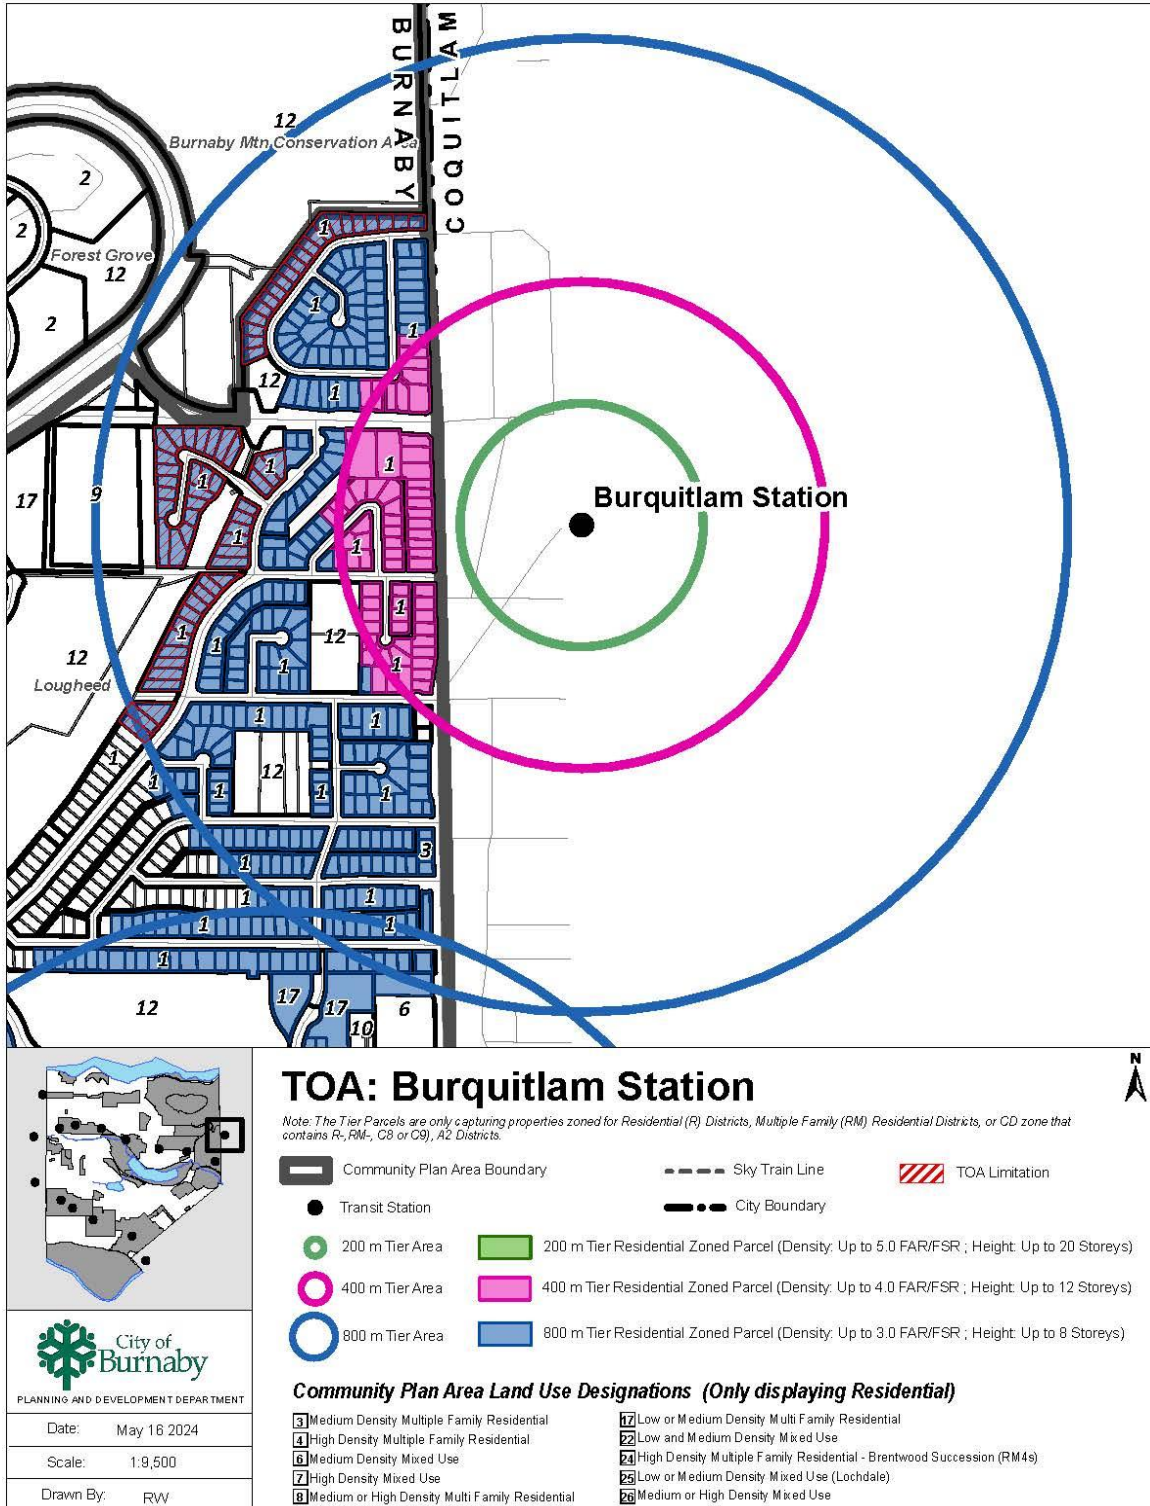 BURNABY
COQUITLAM
12
Burnaby Mtn Conservation Area
2
1
2
Forest Grove
12
1
2
1
12
1
1
1
17
9
1
1
Burquitlam Station
1
1
1
1
12
1
12
1
1
Lougheed
1
1
1
12
1
1
1
1
3
1
1
1
1
1
1
12
17
17
6
10
TOA: Burquitlam Station
N
Note: The Tier Parcels are only capturing properties zoned for Residential (R) Districts, Multiple Family (RM) Residential Districts, or CD zone that
contains R-,RM-, C8 or C9), A2 Districts.
Community Plan Area Boundary
Sky Train Line
TOA Limitation
Transit Station
City Boundary
200 m Tier Area
200 m Tier Residential Zoned Parcel (Density: Up to 5.0 FAR/FSR ; Height: Up to 20 Storeys)
400 m Tier Area
400 m Tier Residential Zoned Parcel (Density: Up to 4.0 FAR/FSR ; Height: Up to 12 Storeys)
800 m Tier Area
800 m Tier Residential Zoned Parcel (Density: Up to 3.0 FAR/FSR ; Height: Up to 8 Storeys)
City of
Burnaby
PLANNING AND DEVELOPMENT DEPARTMENT
Date: May 16 2024
Scale: 1:9,500
Drawn By: RW
Community Plan Area Land Use Designations (Only displaying Residential)
3 Medium Density Multiple Family Residential
4 High Density Multiple Family Residential
6 Medium Density Mixed Use
7 High Density Mixed Use
8 Medium or High Density Multi Family Residential
17 Low or Medium Density Multi Family Residential
22 Low and Medium Density Mixed Use
24 High Density Multiple Family Residential - Brentwood Succession (RM4s)
25 Low or Medium Density Mixed Use (Lochdale)
26 Medium or High Density Mixed Use